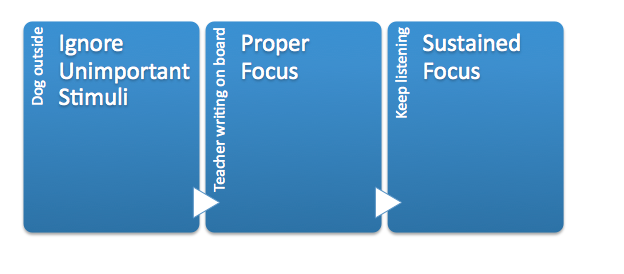 Dog outside
Ignore
Unimportant
Stimuli
Teacher writing on board
Proper
Focus
Keep listening
Sustained
Focus